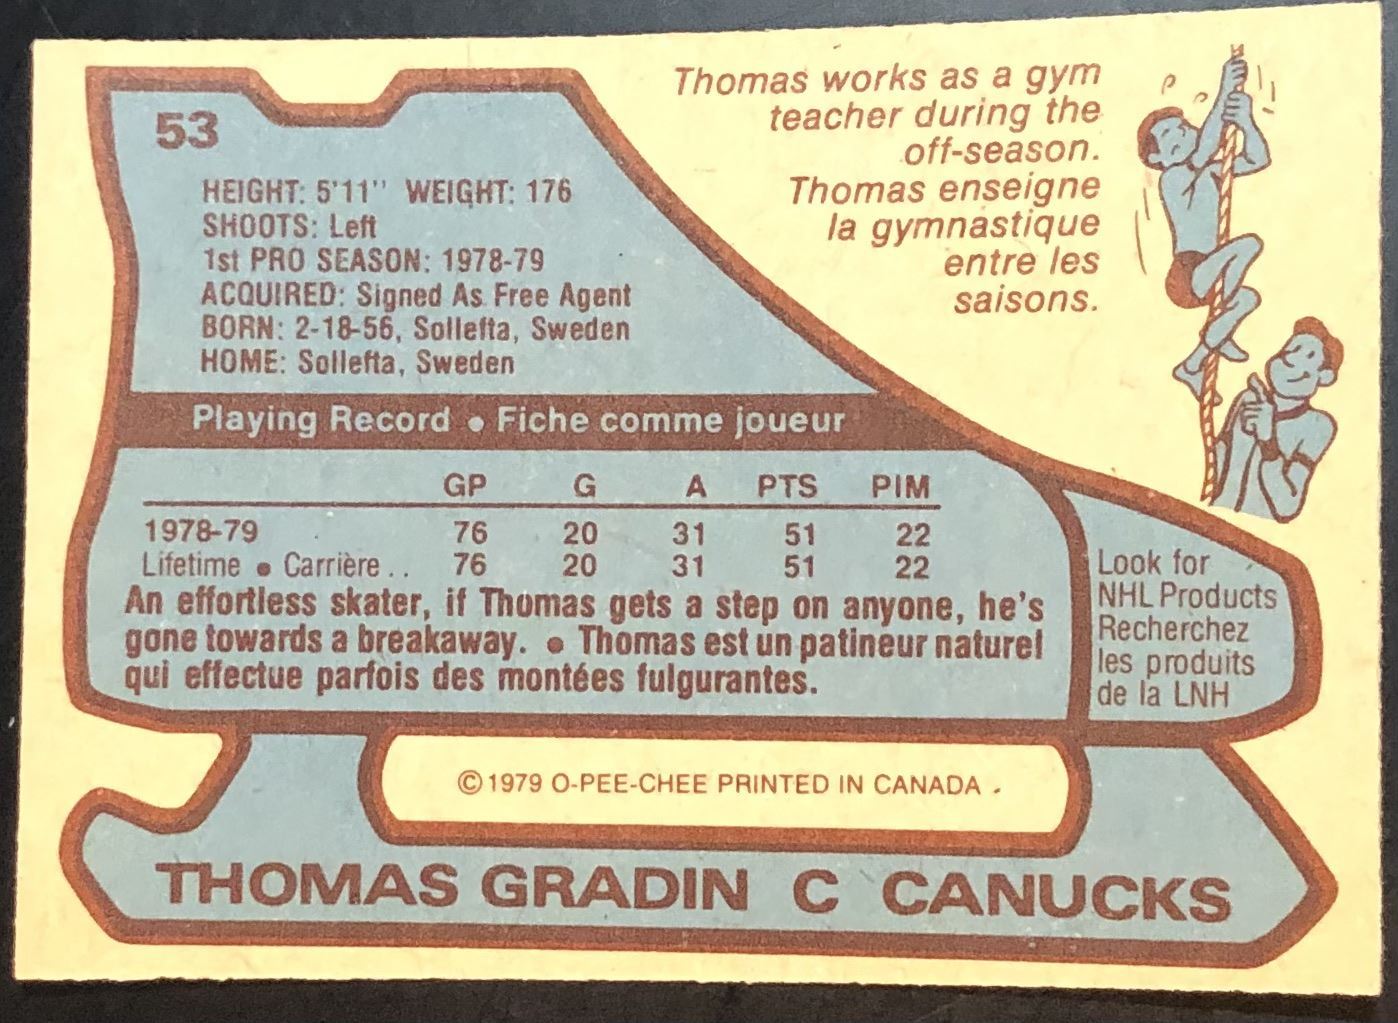 53
HEIGHT: 5'11" WEIGHT: 176
SHOOTS: Left
1st PRO SEASON: 1978-79
ACQUIRED: Signed As Free Agent
BORN: 2-18-56, Sollefta, Sweden
HOME: Sollefta, Sweden
Thomas works as a gym
teacher during the
off-season.
Thomas enseigne
la gymnastique
entre les
saisons.
Playing Record • Fiche comme joueur
GP G A PTS PIM
1978-79 76 20 31 51 22
Lifetime • Carrière .. 76 20 31 51 22
An effortless skater, if Thomas gets a step on anyone, he's
gone towards a breakaway. • Thomas est un patineur naturel
qui effectue parfois des montées fulgurantes.
Look for
NHL Products
Recherchez
les produits
de la LNH
© 1979 O-PEE-CHEE PRINTED IN CANADA .
THOMAS GRADIN C CANUCKS